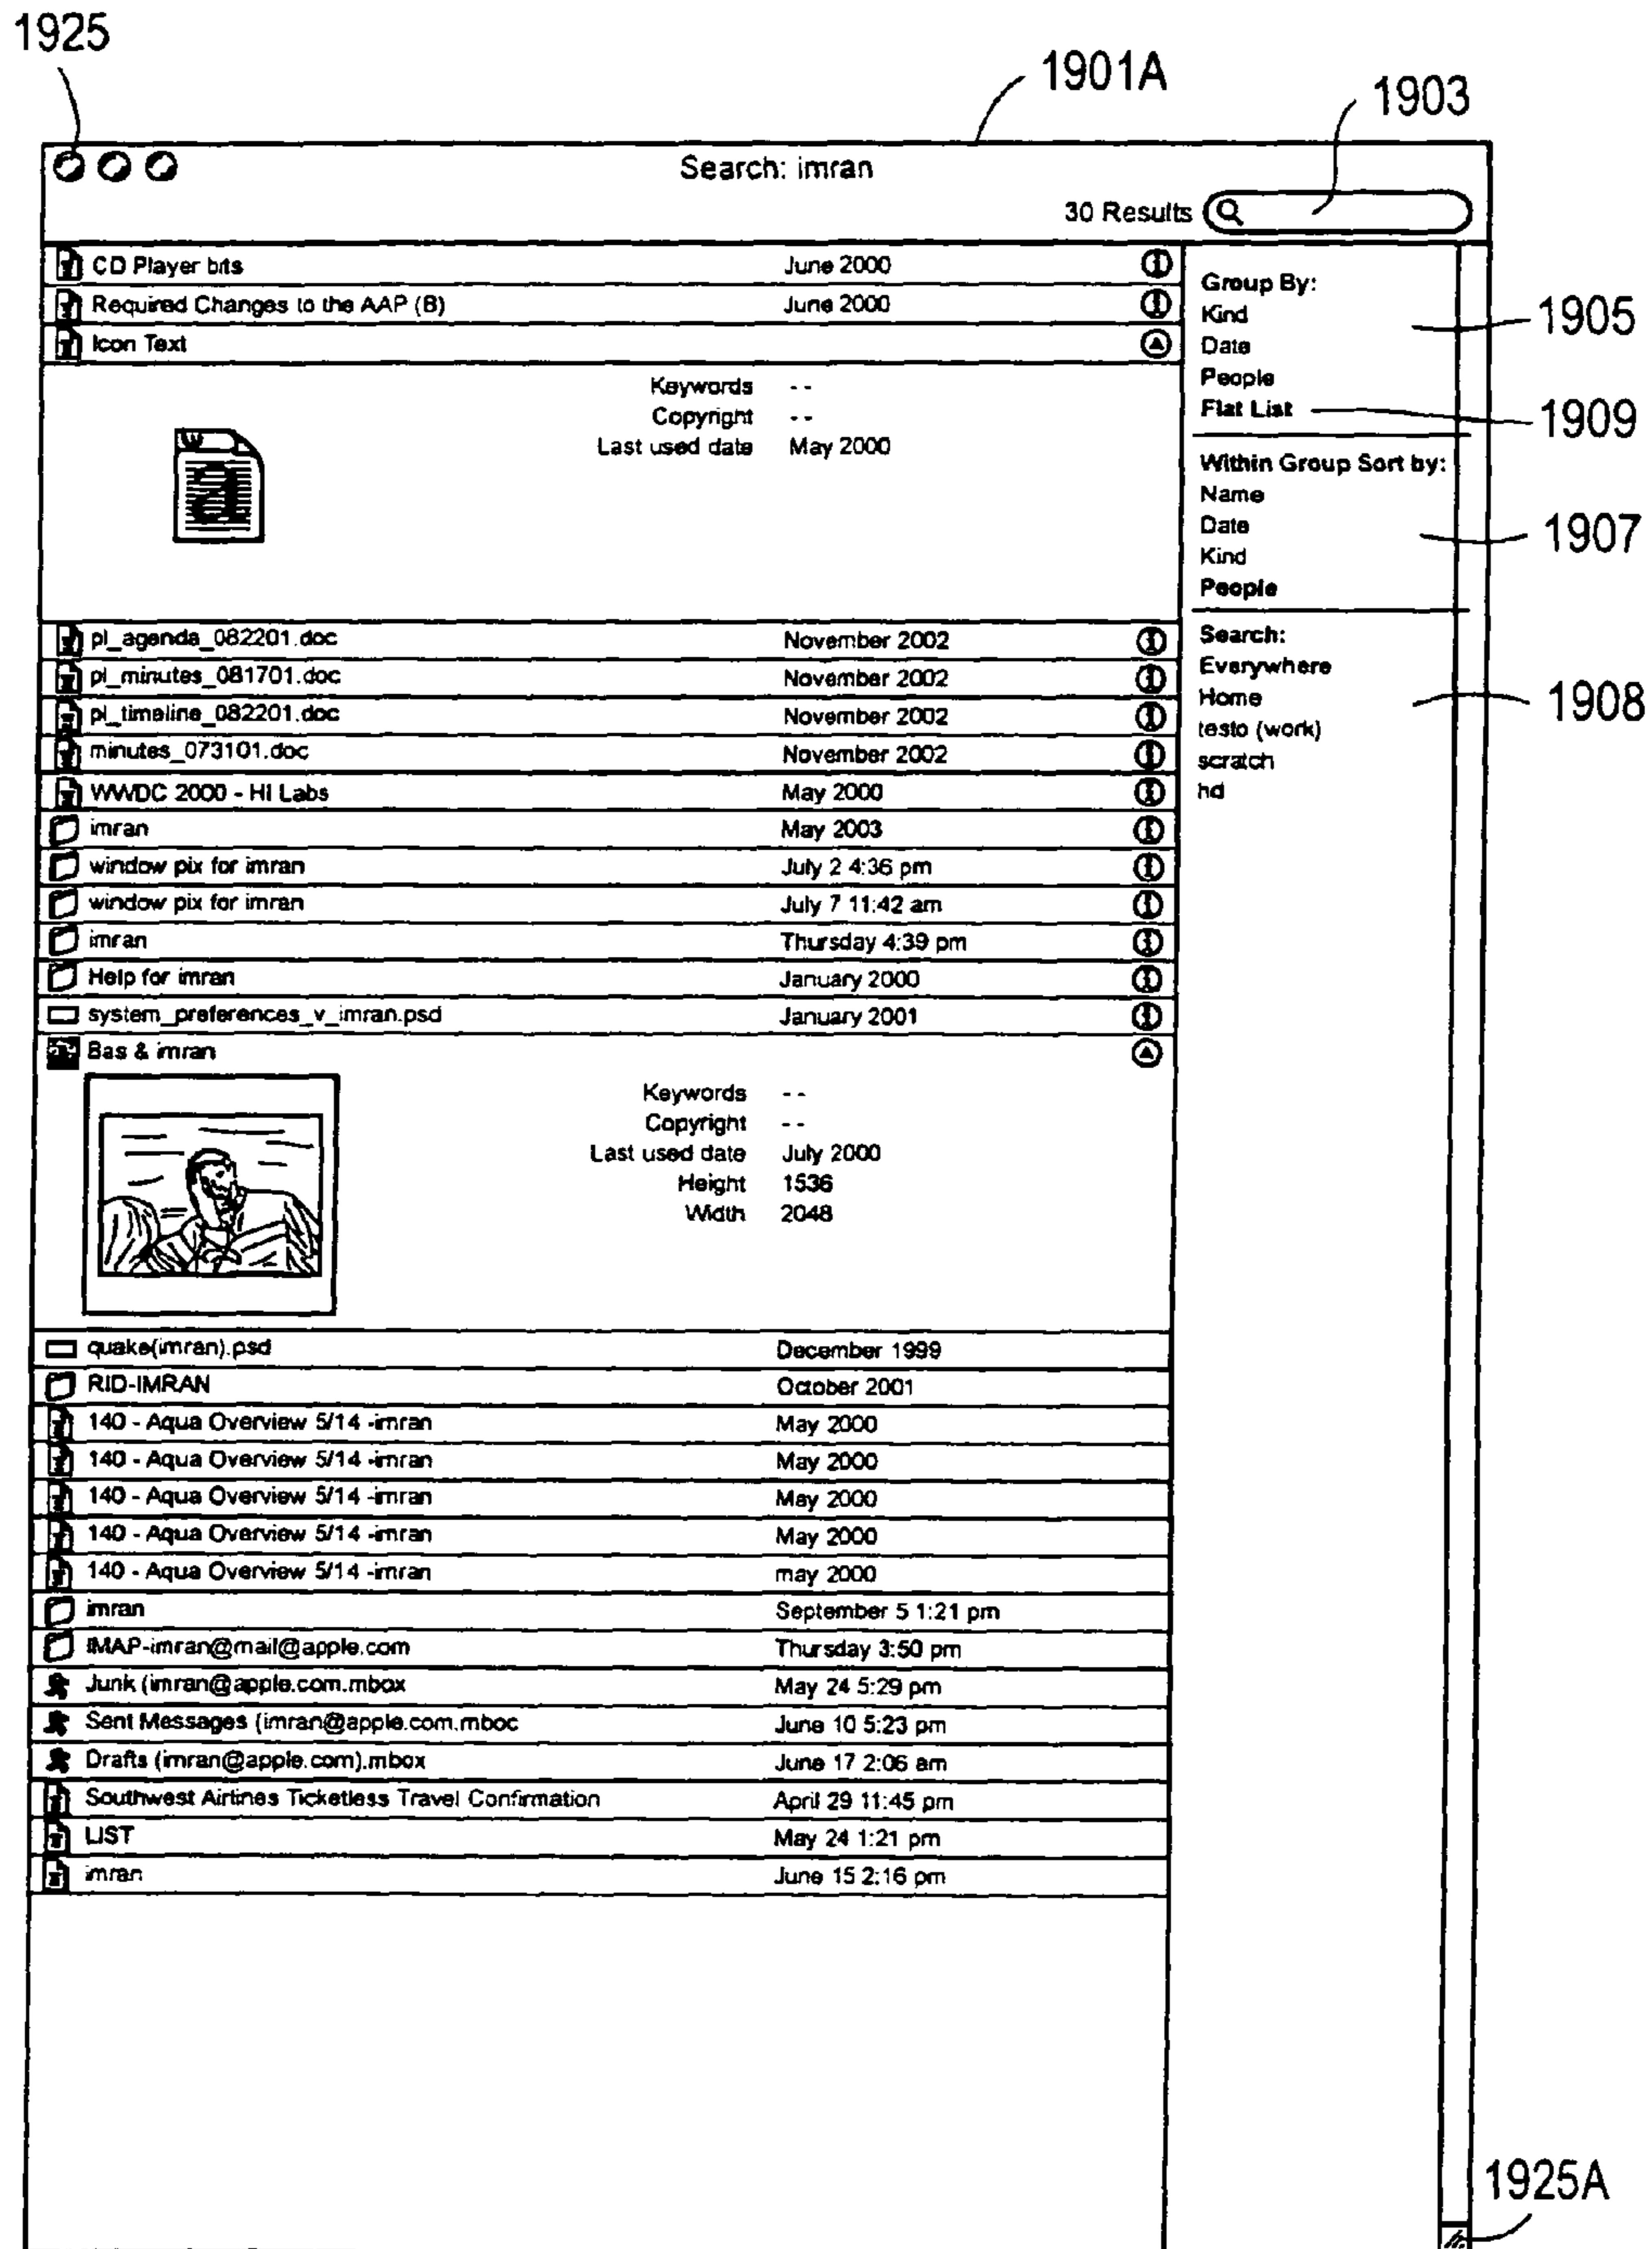 1925
1901A
1903
Search: imran
30 Results
CD Player bits June 2000
Required Changes to the AAP (B) June 2000
Icon Text
Keywords - -
Copyright - -
Last used date May 2000
pl_agenda_082201.doc November 2002
pl_minutes_081701.doc November 2002
pl_timeline_082201.doc November 2002
minutes_073101.doc November 2002
WWDC 2000 - HI Labs May 2000
imran May 2003
window pix for imran July 2 4:36 pm
window pix for imran July 7 11:42 am
imran Thursday 4:39 pm
Help for imran January 2000
system_preferences_v_imran.psd January 2001
Bas & imran
Keywords - -
Copyright - -
Last used date July 2000
Height 1536
Width 2048
quake(imran).psd December 1999
RID-IMRAN October 2001
140 - Aqua Overview 5/14 -imran May 2000
140 - Aqua Overview 5/14 -imran May 2000
140 - Aqua Overview 5/14 -imran May 2000
140 - Aqua Overview 5/14 -imran May 2000
140 - Aqua Overview 5/14 -imran may 2000
imran September 5 1:21 pm
IMAP-imran@mail@apple.com Thursday 3:50 pm
Junk (imran@apple.com.mbox May 24 5:29 pm
Sent Messages (imran@apple.com.mboc June 10 5:23 pm
Drafts (imran@apple.com).mbox June 17 2:06 am
Southwest Airlines Ticketless Travel Confirmation April 29 11:45 pm
LIST May 24 1:21 pm
imran June 15 2:16 pm
Group By:
Kind
Date
People
Flat List
Within Group Sort by:
Name
Date
Kind
People
Search:
Everywhere
Home
testo (work)
scratch
hd
1905
1909
1907
1908
1925A